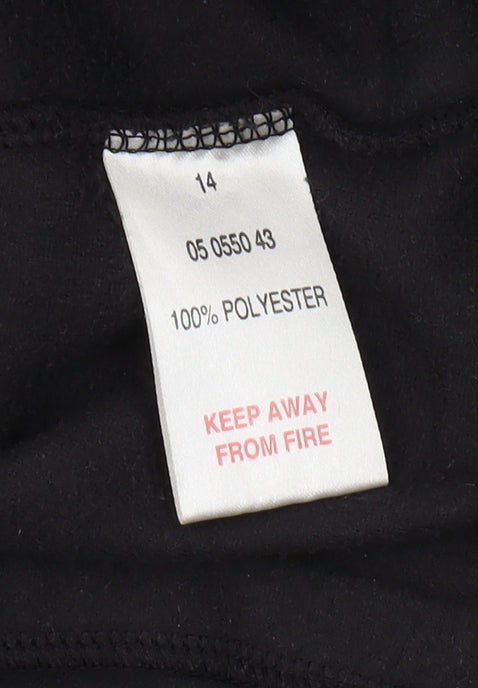 14
05 0550 43
100% POLYESTER
KEEP AWAY
FROM FIRE